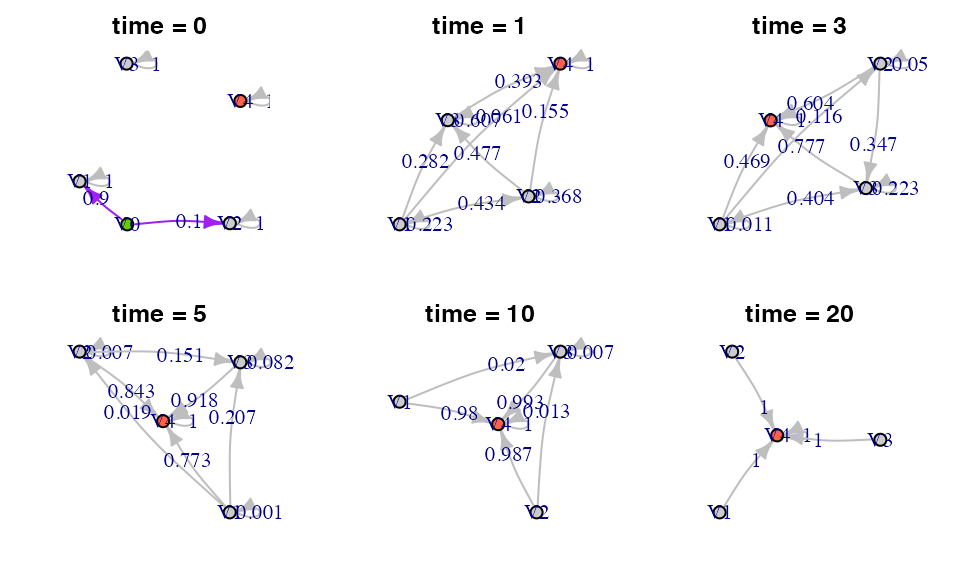 time = 0
V3 1
V4 1
V1 1
0.9
V0
0.1
V2 1
time = 1
V4 1
0.393
V3 0.607
0.061
0.155
0.282
0.477
0.434
V2 0.368
V1 0.223
time = 3
V2 0.05
0.604
V4 1
0.116
0.469
0.777
0.347
0.404
V3 0.223
V1 0.011
time = 5
V2 0.007
0.151
V3 0.082
0.843
0.918
0.019
V4 1
0.207
0.773
V1 0.001
time = 10
V3 0.007
0.02
V1
0.98
0.993
0.013
V4 1
0.987
V2
time = 20
V2
1
V4 1
1
V3
1
V1